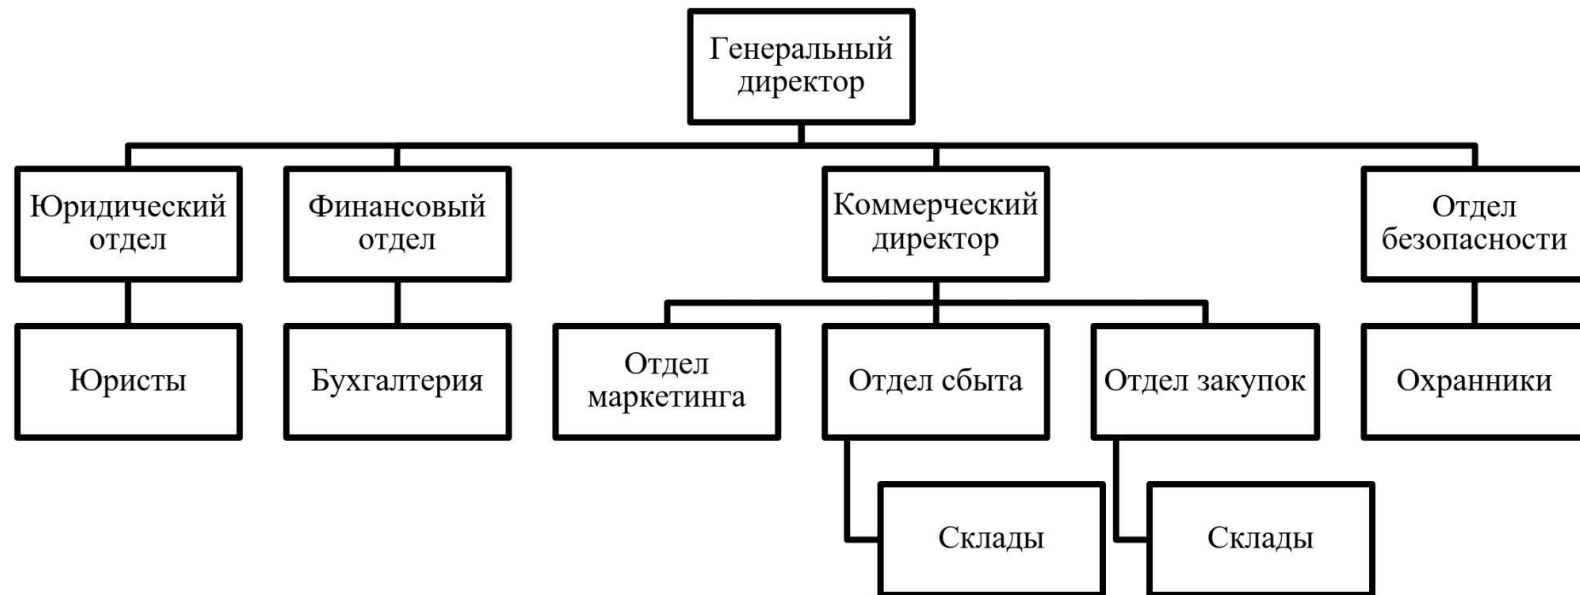 Генеральный
директор
Юридический
отдел
Финансовый
отдел
Коммерческий
директор
Отдел
безопасности
Юристы
Бухгалтерия
Отдел
маркетинга
Отдел сбыта
Отдел закупок
Охранники
Склады
Склады